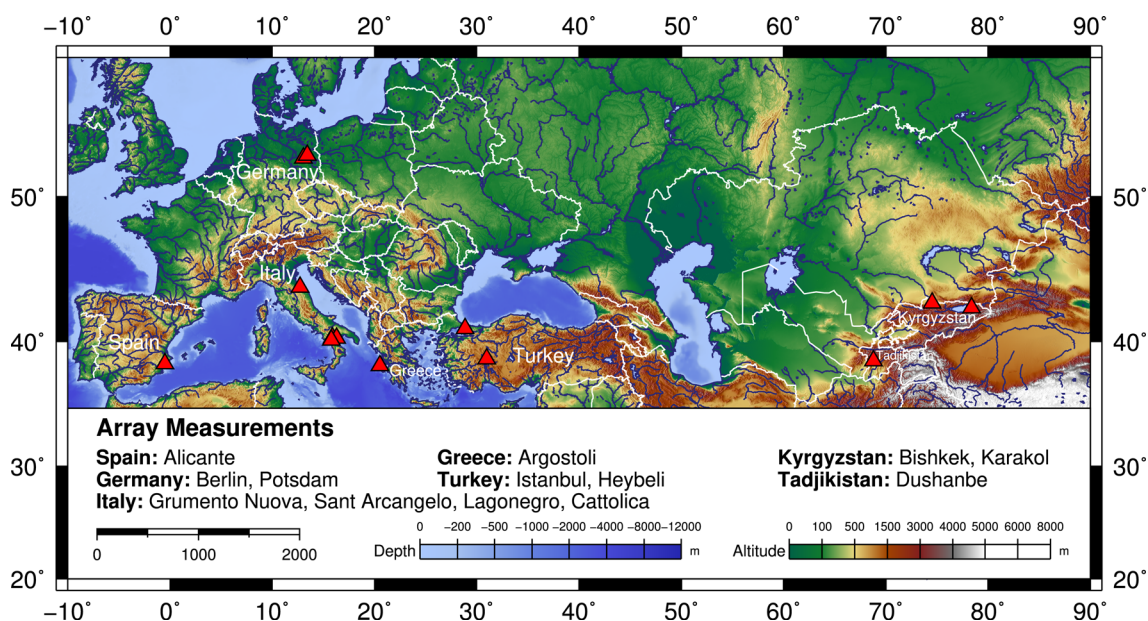 −10˚ 0˚ 10˚ 20˚ 30˚ 40˚ 50˚ 60˚ 70˚ 80˚ 90˚
Germany
50˚ 50˚
Italy
Kyrgyzstan
40˚ 40˚
Spain
Turkey
Tadjikistan
Greece
Array Measurements
Spain: Alicante
Germany: Berlin, Potsdam
Italy: Grumento Nuova, Sant Arcangelo, Lagonegro, Cattolica
Greece: Argostoli
Turkey: Istanbul, Heybeli
Kyrgyzstan: Bishkek, Karakol
Tadjikistan: Dushanbe
30˚ 30˚
0 1000 2000
0 −200 −500 −1000 −2000 −4000 −8000 −12000
Depth m
0 100 500 1500 3000 4000 5000 6000 8000
Altitude m
20˚ 20˚
−10˚ 0˚ 10˚ 20˚ 30˚ 40˚ 50˚ 60˚ 70˚ 80˚ 90˚